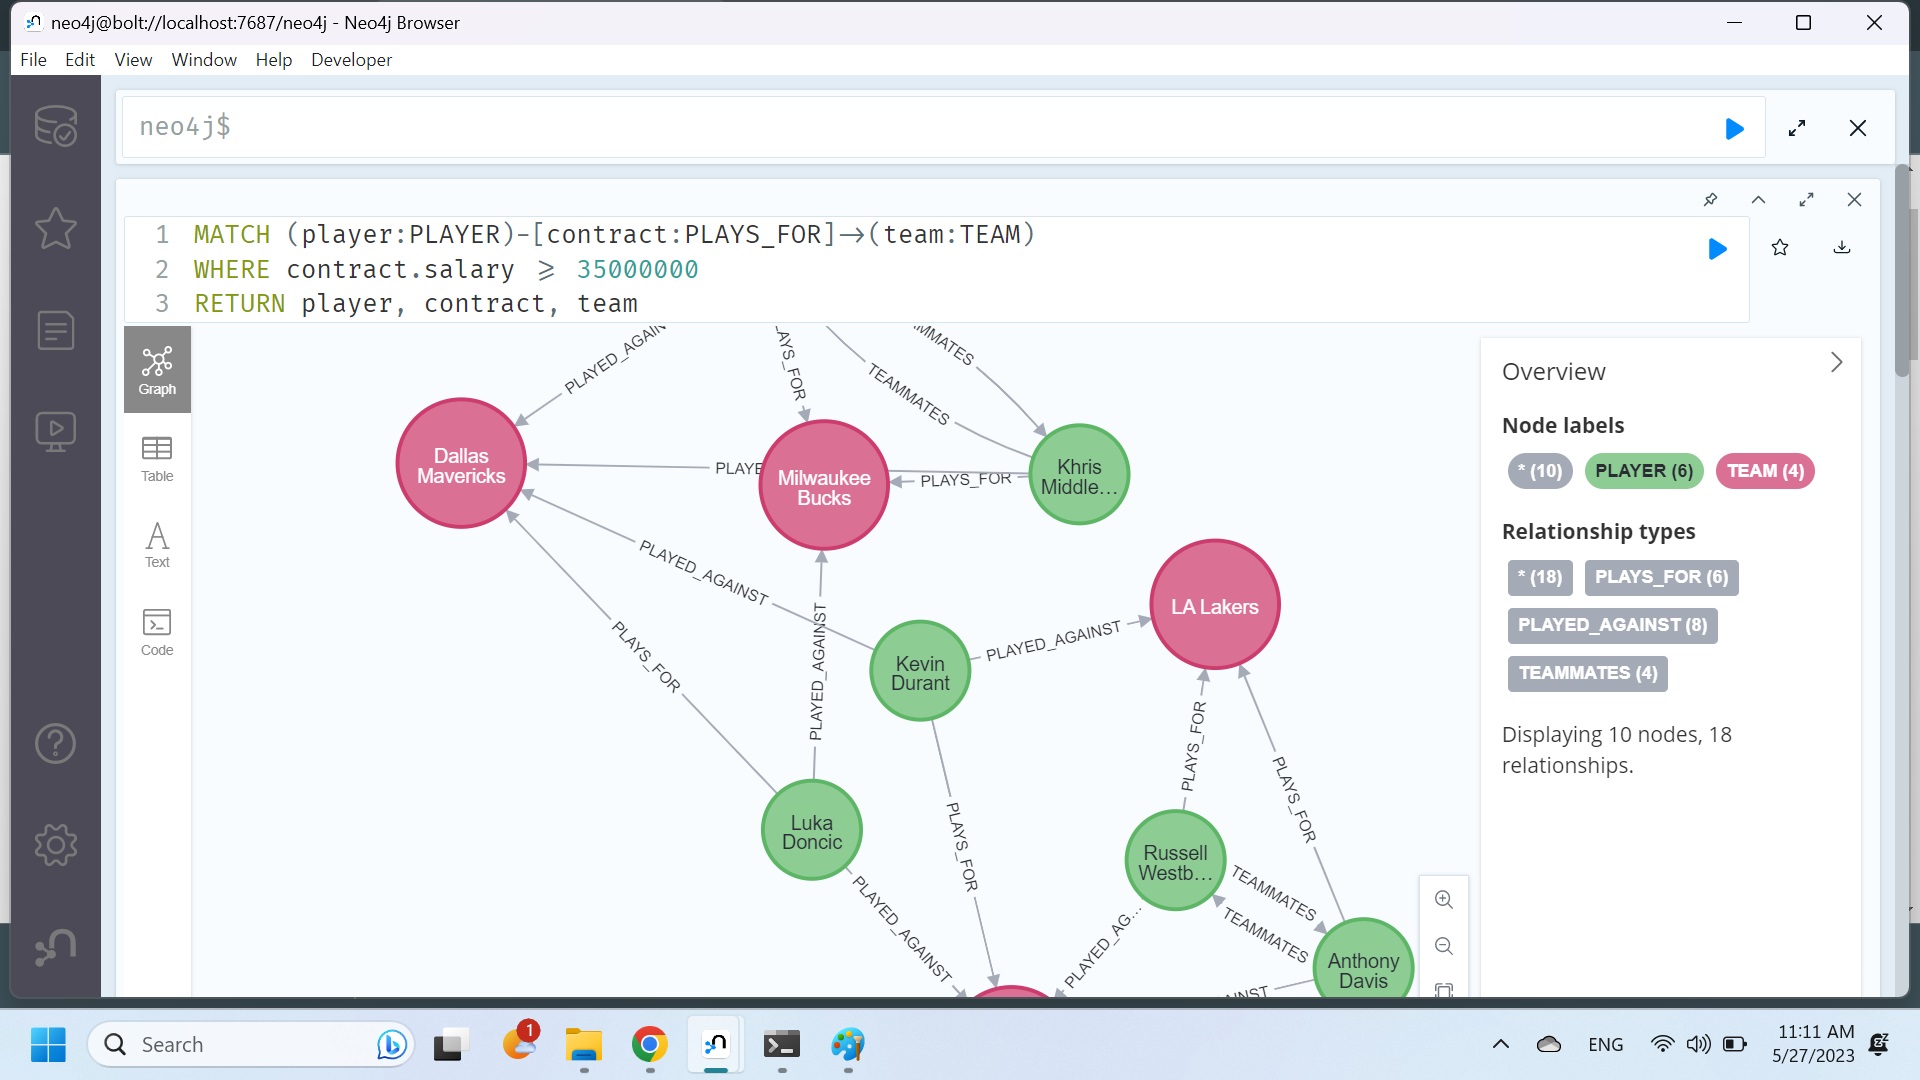 neo4j@bolt://localhost:7687/neo4j - Neo4j Browser
File Edit View Window Help Developer
neo4j$
1 MATCH (player:PLAYER)-[contract:PLAYS_FOR]->(team:TEAM)
2 WHERE contract.salary >= 35000000
3 RETURN player, contract, team
Graph
Table
Text
Code
PLAYED_AGAIN
AYS_FOR
MMATES
TEAMMATES
Dallas
Mavericks
PLAYE
Milwaukee
Bucks
PLAYS_FOR
Khris
Middle...
PLAYED_AGAINST
LA Lakers
PLAYED_AGAINST
PLAYS_FOR
PLAYED_AGAINST
Kevin
Durant
PLAYS_FOR
PLAYS_FOR
Luka
Doncic
PLAYS_FOR
Russell
Westb...
TEAMMATES
TEAMMATES
PLAYED_AGAINST
PLAYED_AG...
Anthony
Davis
NST
Overview
Node labels
* (10) PLAYER (6) TEAM (4)
Relationship types
* (18) PLAYS_FOR (6)
PLAYED_AGAINST (8)
TEAMMATES (4)
Displaying 10 nodes, 18
relationships.
Search
1
ENG
11:11 AM
5/27/2023